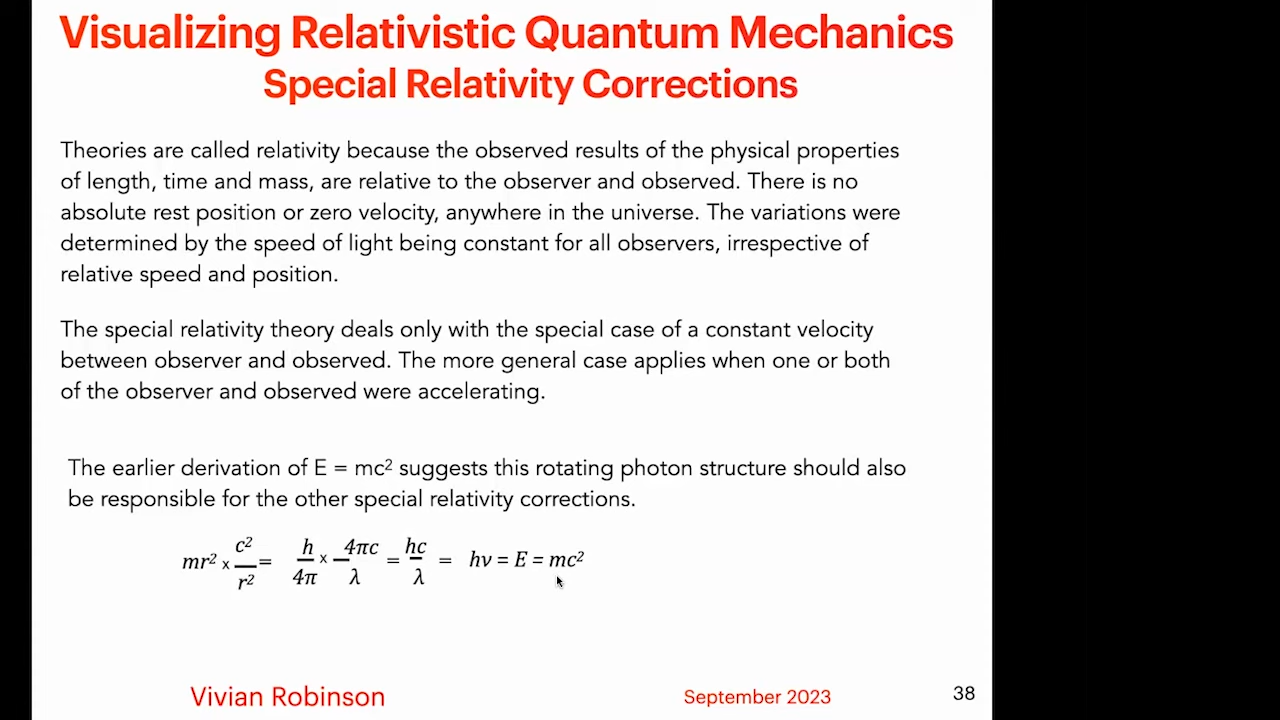 Visualizing Relativistic Quantum Mechanics
Special Relativity Corrections
Theories are called relativity because the observed results of the physical properties
of length, time and mass, are relative to the observer and observed. There is no
absolute rest position or zero velocity, anywhere in the universe. The variations were
determined by the speed of light being constant for all observers, irrespective of
relative speed and position.
The special relativity theory deals only with the special case of a constant velocity
between observer and observed. The more general case applies when one or both
of the observer and observed were accelerating.
The earlier derivation of E = mc² suggests this rotating photon structure should also
be responsible for the other special relativity corrections.
mr² x c²/r² = h/4π x 4πc/λ = hc/λ = hν = E = mc²
Vivian Robinson
September 2023
38